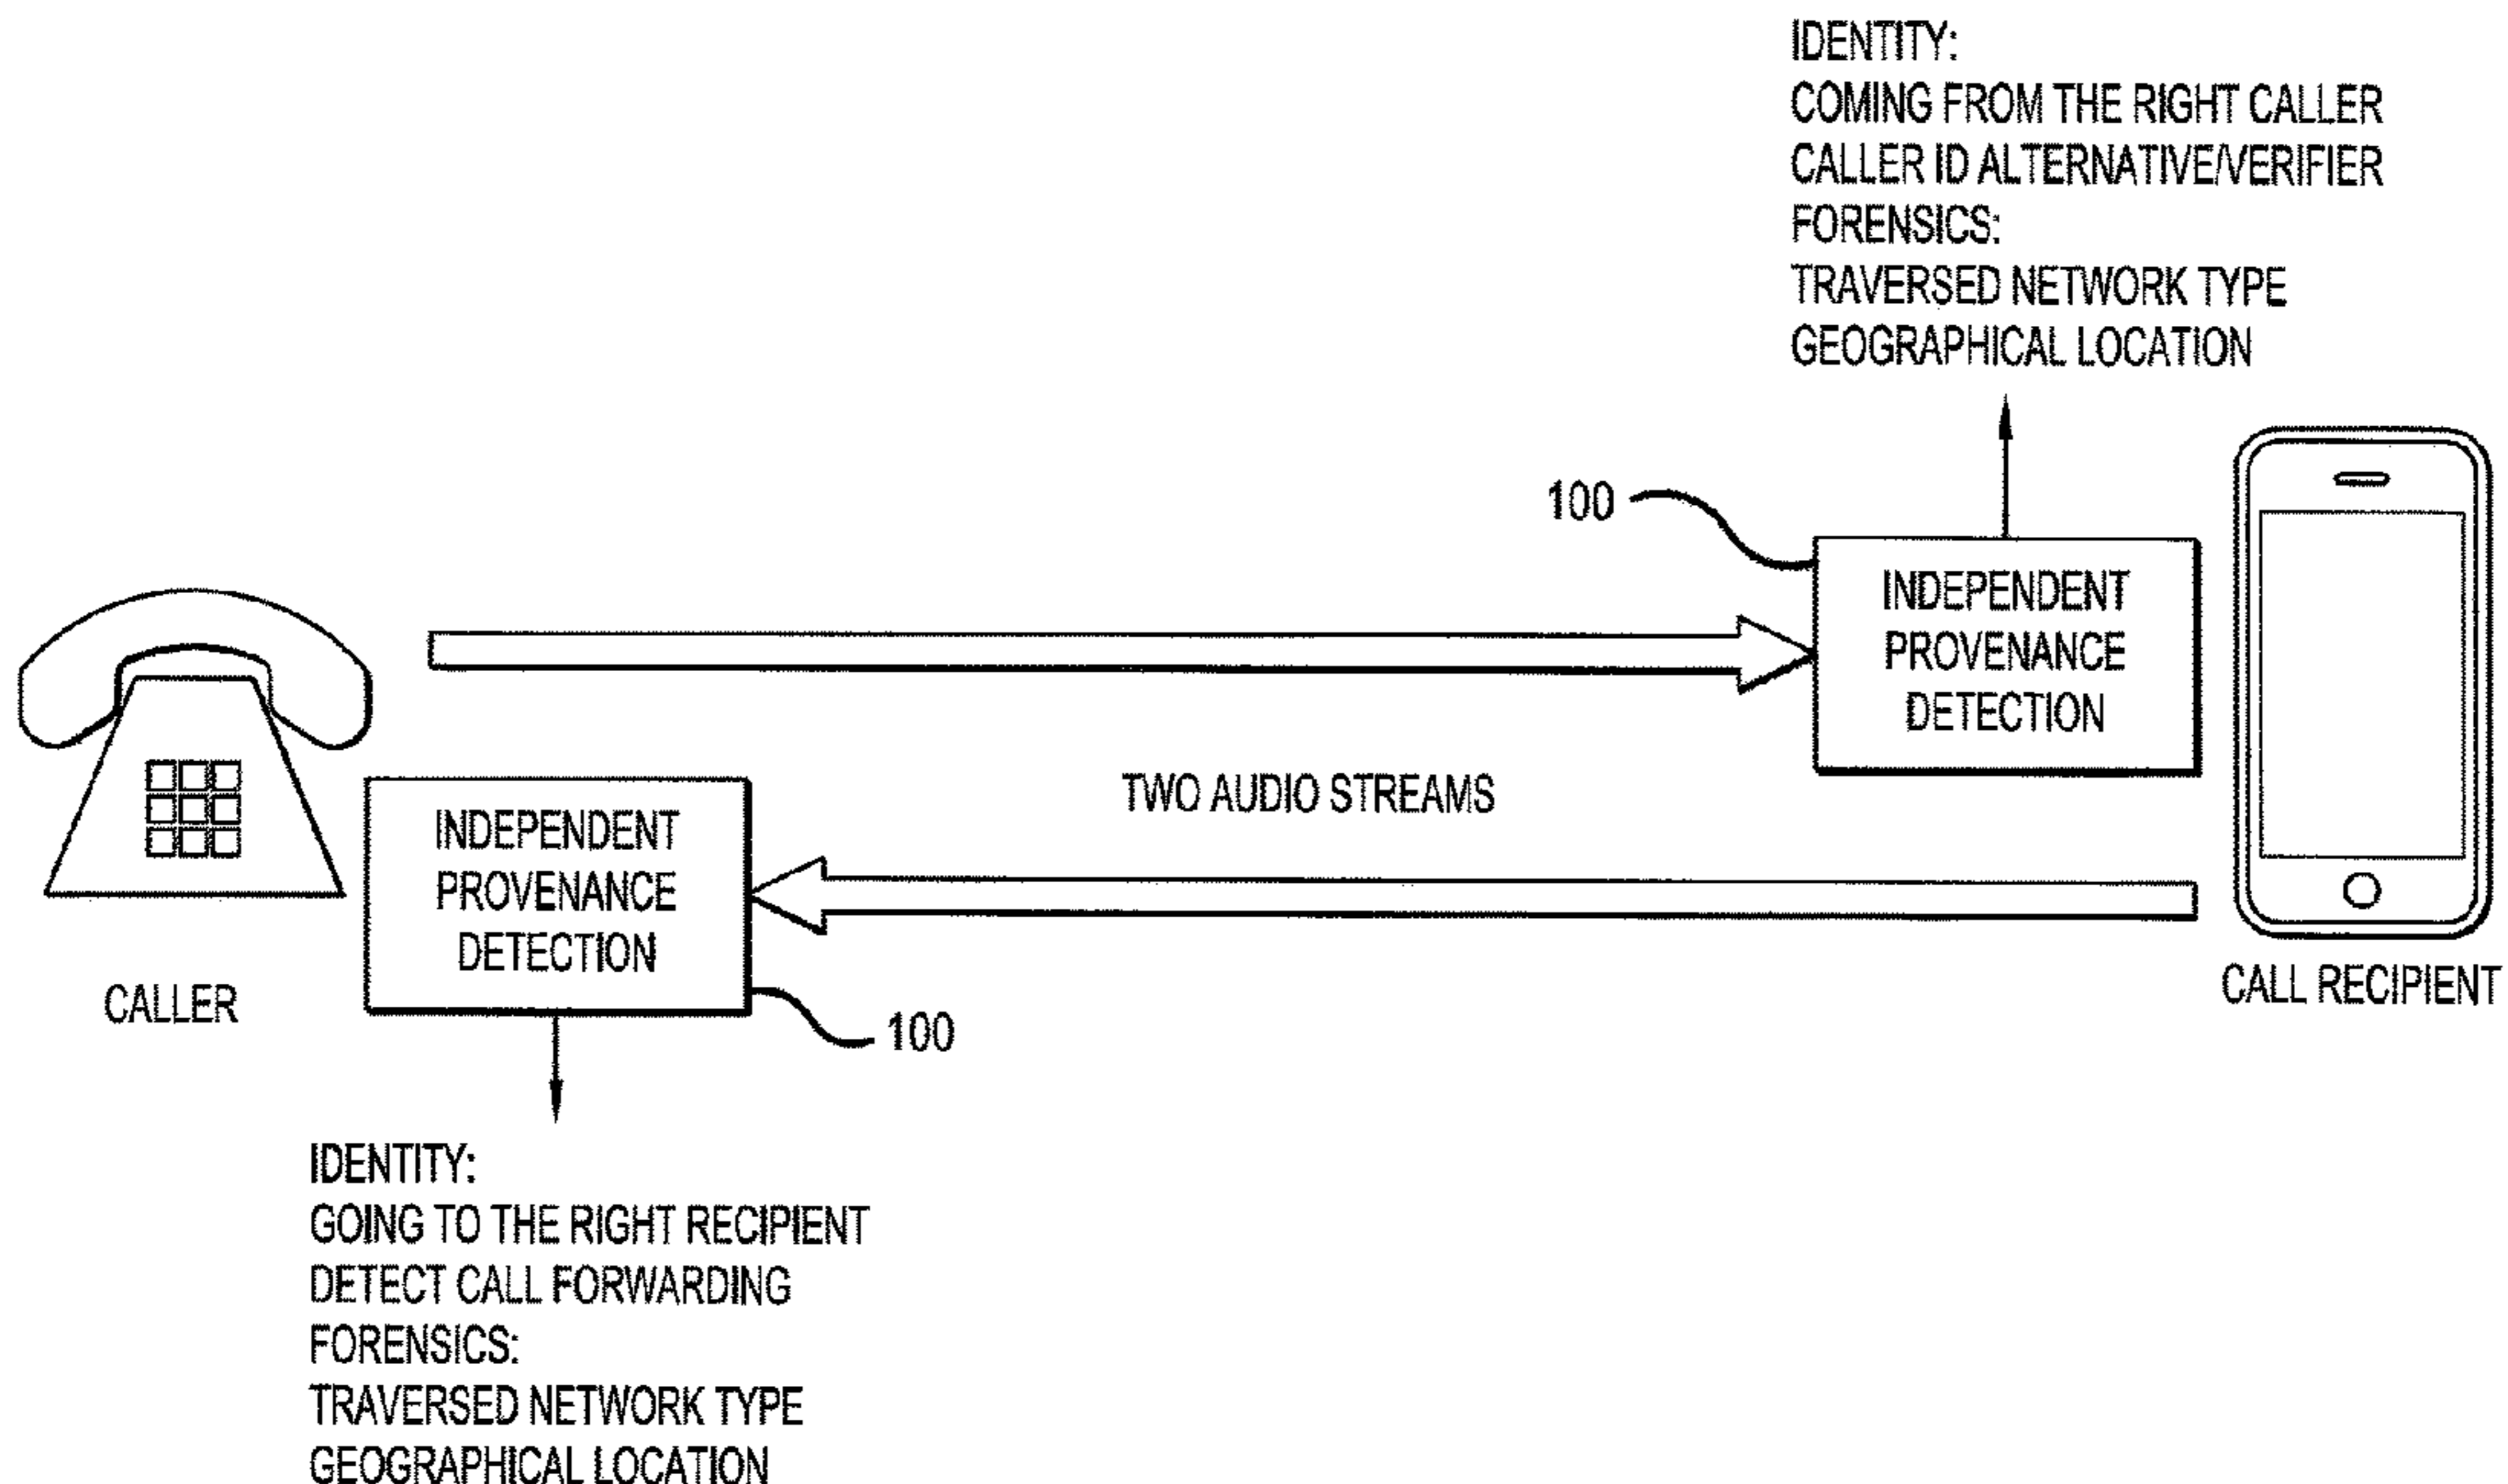 IDENTITY:
COMING FROM THE RIGHT CALLER
CALLER ID ALTERNATIVE/VERIFIER
FORENSICS:
TRAVERSED NETWORK TYPE
GEOGRAPHICAL LOCATION
100
INDEPENDENT
PROVENANCE
DETECTION
TWO AUDIO STREAMS
INDEPENDENT
PROVENANCE
DETECTION
CALLER
CALL RECIPIENT
100
IDENTITY:
GOING TO THE RIGHT RECIPIENT
DETECT CALL FORWARDING
FORENSICS:
TRAVERSED NETWORK TYPE
GEOGRAPHICAL LOCATION